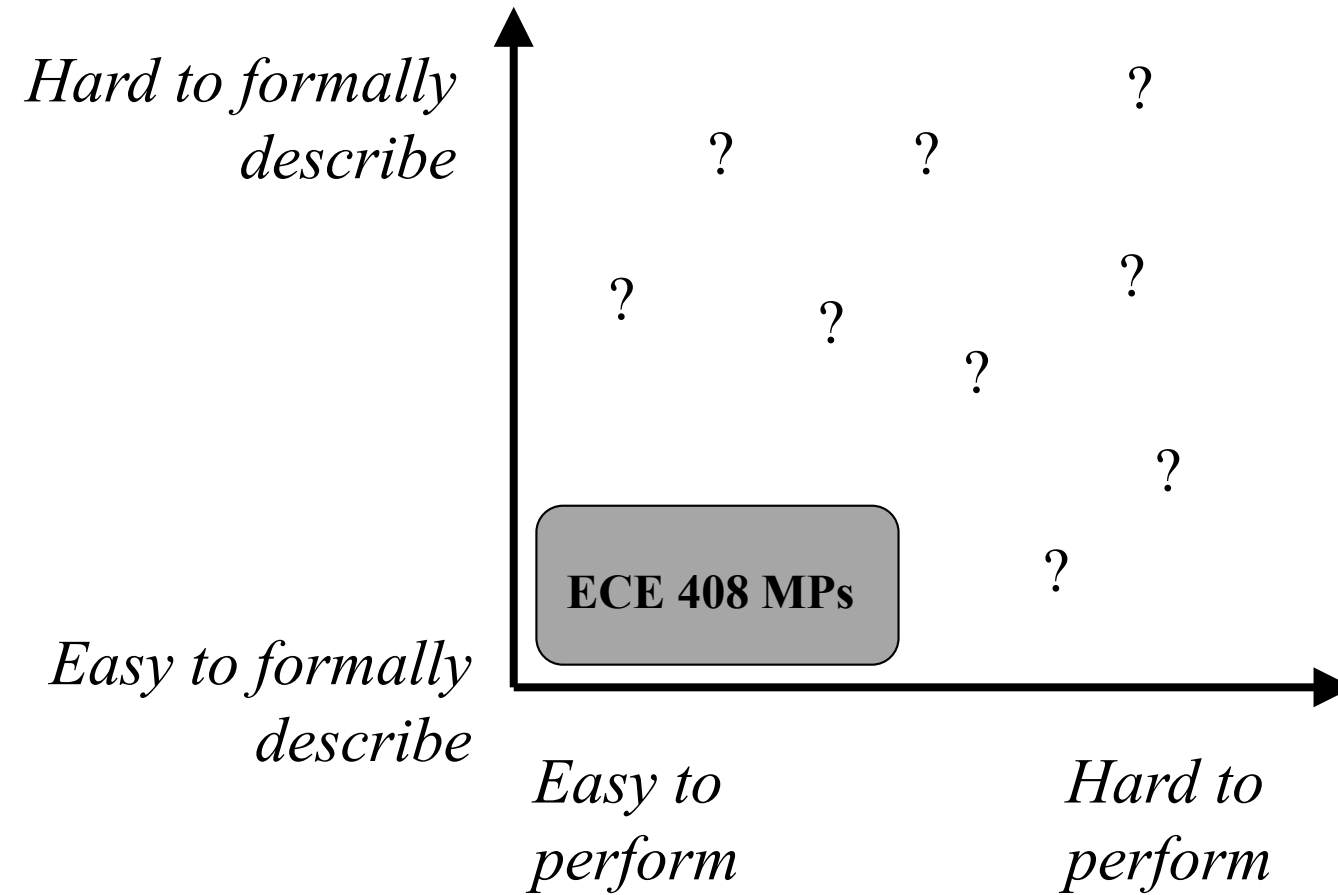 Hard to formally
describe
?
?
?
?
?
?
?
?
?
ECE 408 MPs
Easy to formally
describe
Easy to
perform
Hard to
perform